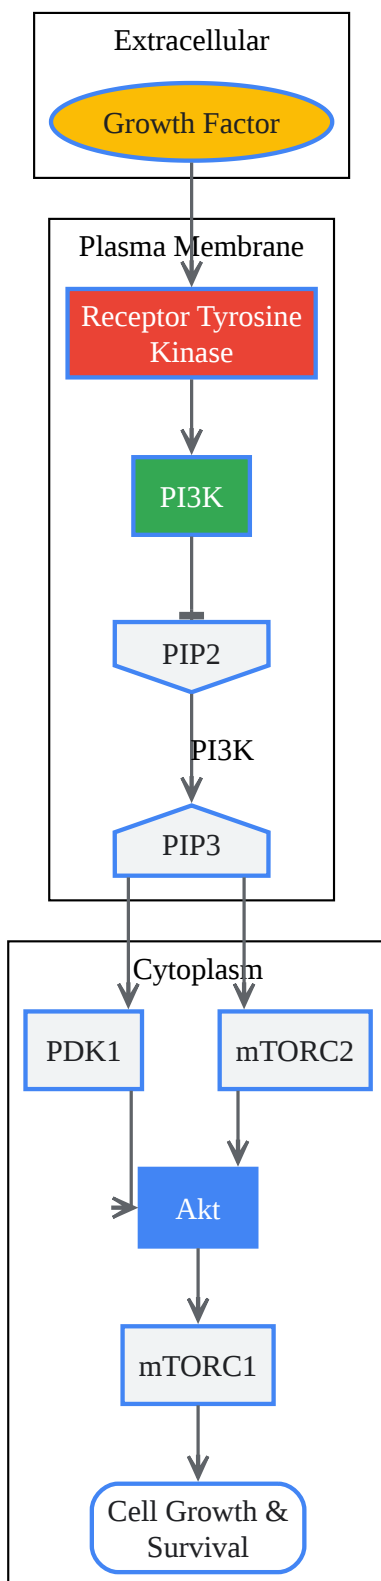 Extracellular
Growth Factor
Plasma Membrane
Receptor Tyrosine
Kinase
PI3K
PIP2
PI3K
PIP3
Cytoplasm
PDK1
mTORC2
Akt
mTORC1
Cell Growth &
Survival